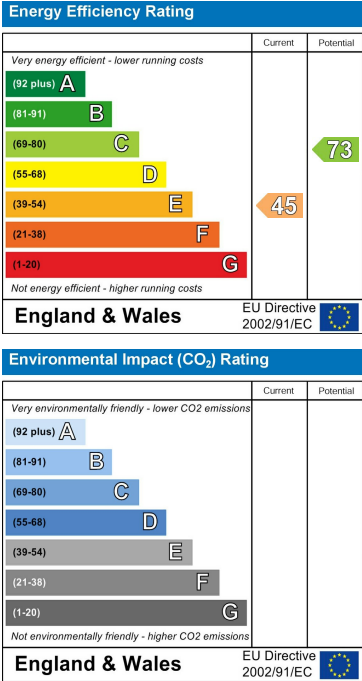 Energy Efficiency Rating
Current Potential
Very energy efficient - lower running costs
(92 plus) A
(81-91) B
(69-80) C
73
(55-68) D
(39-54) E
45
(21-38) F
(1-20) G
Not energy efficient - higher running costs
England & Wales
EU Directive
2002/91/EC
Environmental Impact (CO₂) Rating
Current Potential
Very environmentally friendly - lower CO2 emissions
(92 plus) A
(81-91) B
(69-80) C
(55-68) D
(39-54) E
(21-38) F
(1-20) G
Not environmentally friendly - higher CO2 emissions
England & Wales
EU Directive
2002/91/EC